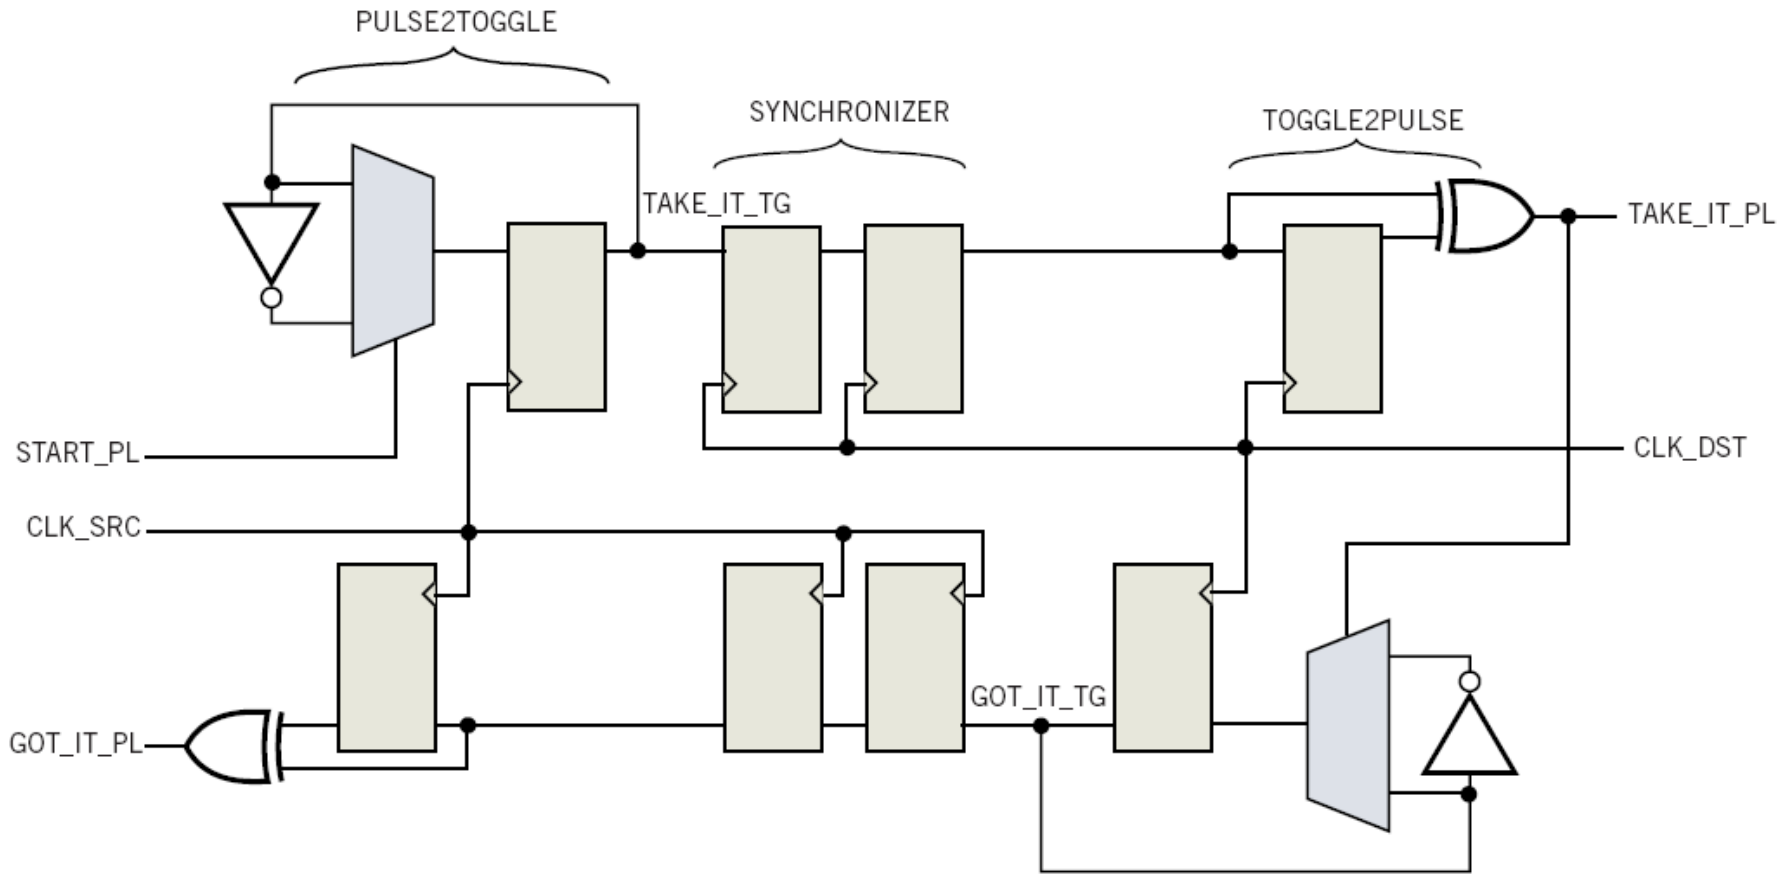 PULSE2TOGGLE
SYNCHRONIZER
TOGGLE2PULSE
TAKE_IT_TG
TAKE_IT_PL
START_PL
CLK_DST
CLK_SRC
GOT_IT_TG
GOT_IT_PL